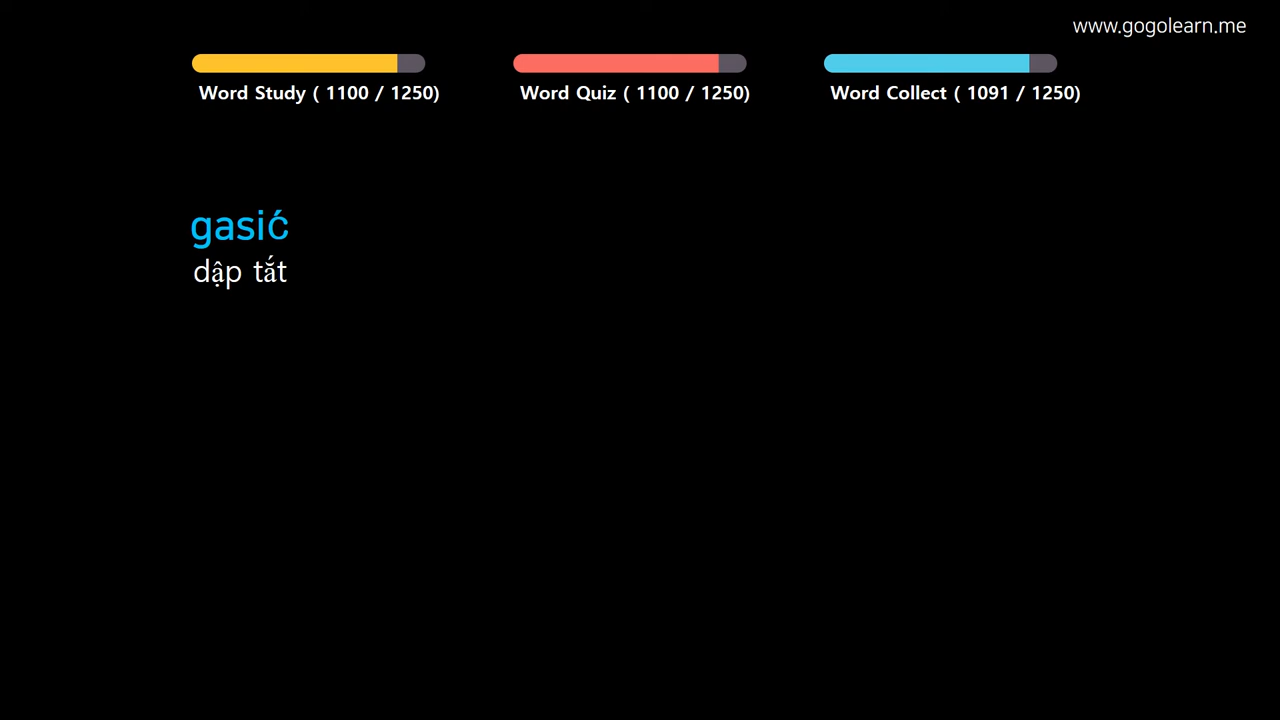 www.gogolearn.me
Word Study ( 1100 / 1250)
Word Quiz ( 1100 / 1250)
Word Collect ( 1091 / 1250)
gasić
dập tắt